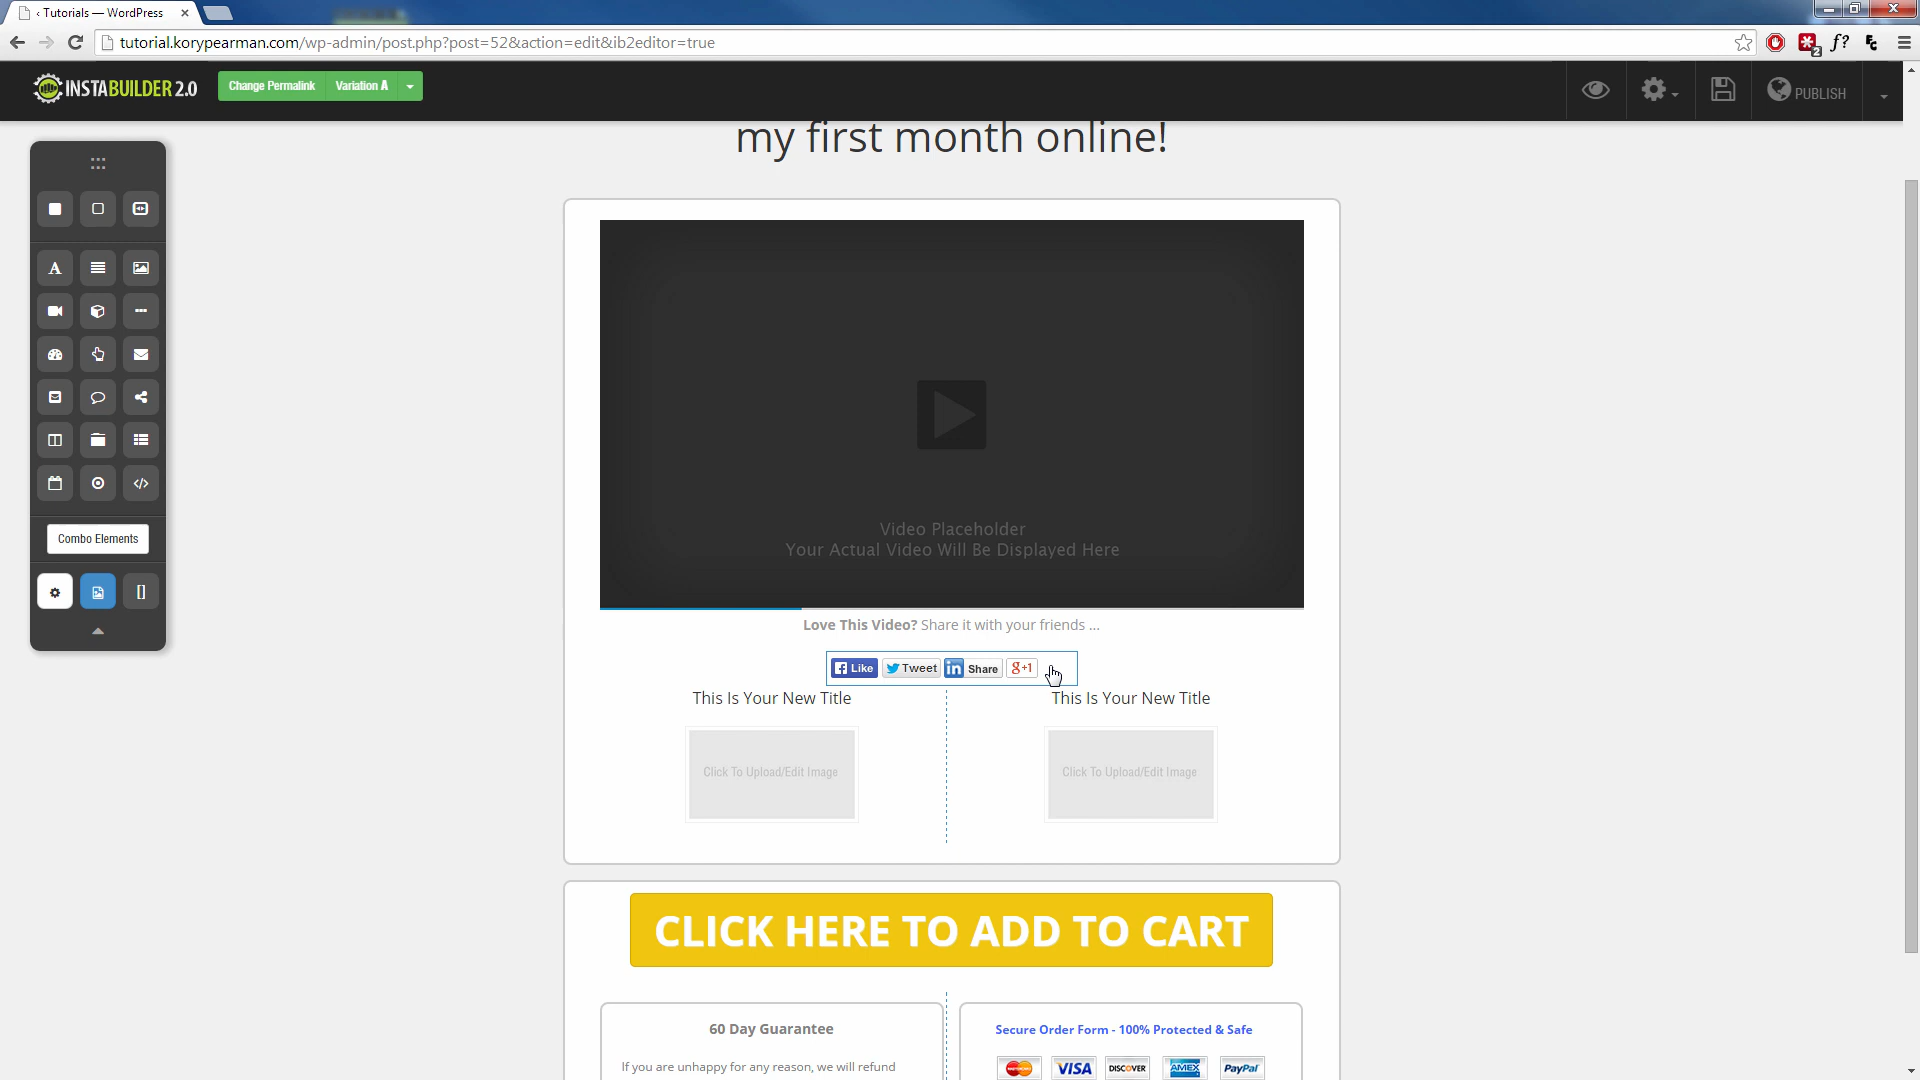 ‹ Tutorials — WordPress
tutorial.korypearman.com/wp-admin/post.php?post=52&action=edit&ib2editor=true
2
f?
INSTABUILDER 2.0
Change Permalink
Variation A
PUBLISH
my first month online!
A
Combo Elements
[]
Video Placeholder
Your Actual Video Will Be Displayed Here
Love This Video? Share it with your friends ...
Like Tweet in Share g+1
This Is Your New Title
This Is Your New Title
Click To Upload/Edit Image
Click To Upload/Edit Image
CLICK HERE TO ADD TO CART
60 Day Guarantee
Secure Order Form - 100% Protected & Safe
If you are unhappy for any reason, we will refund
VISA DISCOVER AMEX PayPal